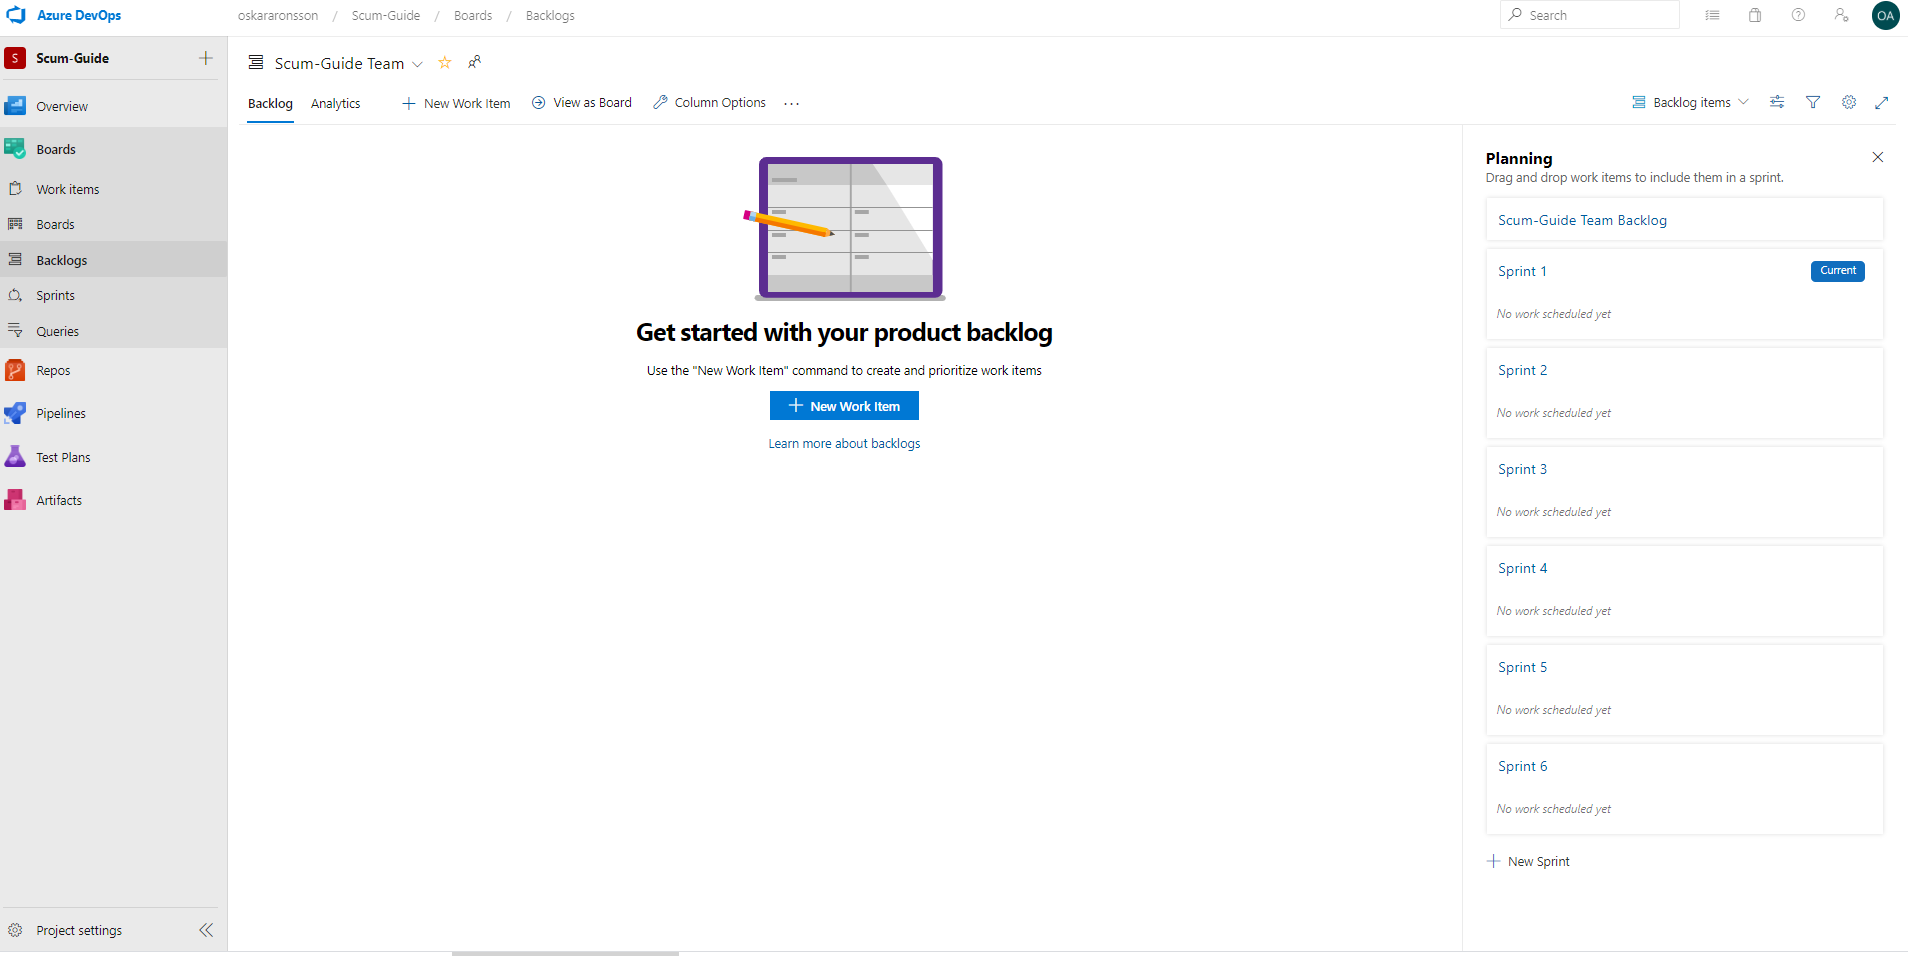 Azure DevOps
oskararonsson / Scum-Guide / Boards / Backlogs
Search
OA
S Scum-Guide
Overview
Boards
Work items
Boards
Backlogs
Sprints
Queries
Repos
Pipelines
Test Plans
Artifacts
Project settings
Scum-Guide Team
Backlog Analytics New Work Item View as Board Column Options ...
Backlog items
Get started with your product backlog
Use the "New Work Item" command to create and prioritize work items
New Work Item
Learn more about backlogs
Planning
Drag and drop work items to include them in a sprint.
Scum-Guide Team Backlog
Sprint 1 Current
No work scheduled yet
Sprint 2
No work scheduled yet
Sprint 3
No work scheduled yet
Sprint 4
No work scheduled yet
Sprint 5
No work scheduled yet
Sprint 6
No work scheduled yet
New Sprint